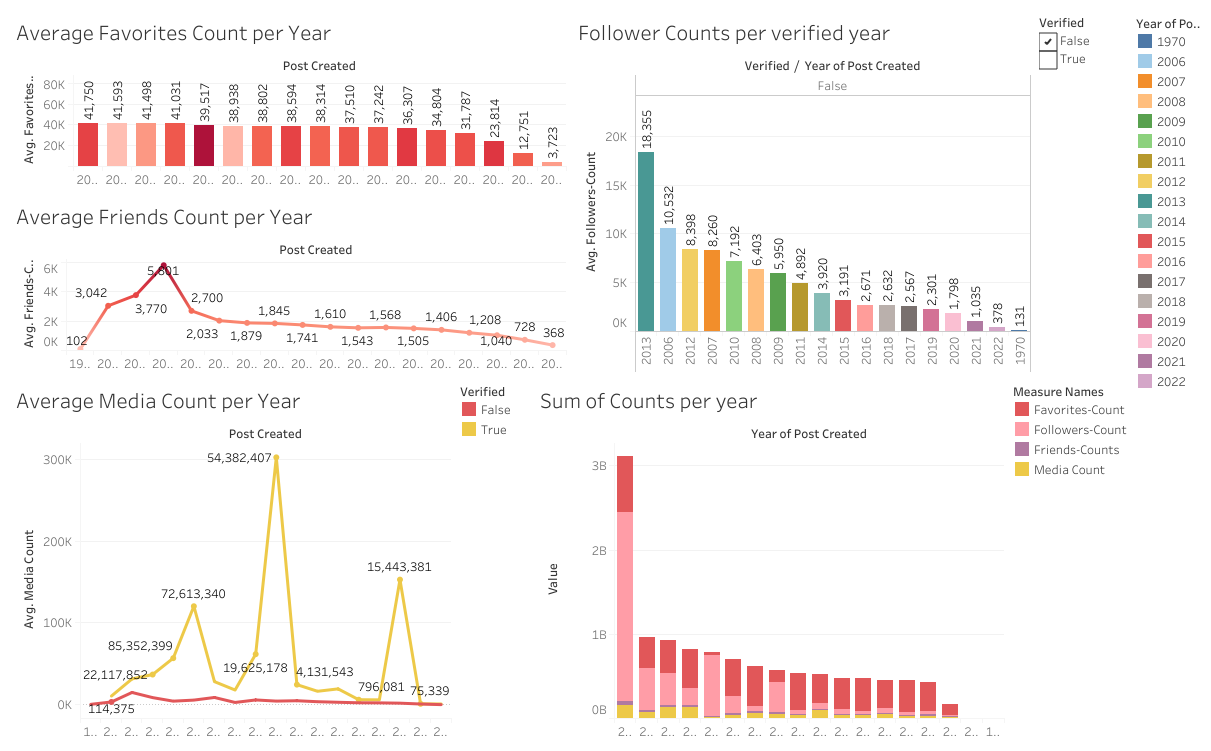 Average Favorites Count per Year
Post Created
Avg. Favorites..
80K
60K
40K
20K
41,750
41,593
41,498
41,031
39,517
38,938
38,802
38,594
38,314
37,510
37,242
36,307
34,804
31,787
23,814
12,751
3,723
20.. 20.. 20.. 20.. 20.. 20.. 20.. 20.. 20.. 20.. 20.. 20.. 20.. 20.. 20.. 20.. 20..
Average Friends Count per Year
Post Created
Avg. Friends-C..
6K
4K
2K
0K
102
3,042
3,770
5,801
2,700
2,033
1,879
1,845
1,741
1,610
1,543
1,568
1,505
1,406
1,208
1,040
728
368
19.. 20.. 20.. 20.. 20.. 20.. 20.. 20.. 20.. 20.. 20.. 20.. 20.. 20.. 20.. 20.. 20.. 20..
Follower Counts per verified year
Verified / Year of Post Created
False
Avg. Followers-Count
20K
15K
10K
5K
0K
18,355
10,532
8,398
8,260
7,192
6,403
5,950
4,892
3,920
3,191
2,671
2,632
2,567
2,301
1,798
1,035
378
131
2013 2006 2012 2007 2010 2008 2009 2011 2014 2015 2016 2018 2017 2019 2020 2021 2022 1970
Verified
False
True
Year of Po..
1970
2006
2007
2008
2009
2010
2011
2012
2013
2014
2015
2016
2017
2018
2019
2020
2021
2022
Average Media Count per Year
Verified
False
True
Post Created
Avg. Media Count
300K
200K
100K
0K
54,382,407
15,443,381
72,613,340
85,352,399
22,117,852
19,625,178
4,131,543
796,081
75,339
114,375
1.. 2.. 2.. 2.. 2.. 2.. 2.. 2.. 2.. 2.. 2.. 2.. 2.. 2.. 2.. 2.. 2.. 2..
Sum of Counts per year
Year of Post Created
Value
3B
2B
1B
0B
2.. 2.. 2.. 2.. 2.. 2.. 2.. 2.. 2.. 2.. 2.. 2.. 2.. 2.. 2.. 2.. 2.. 1..
Measure Names
Favorites-Count
Followers-Count
Friends-Counts
Media Count